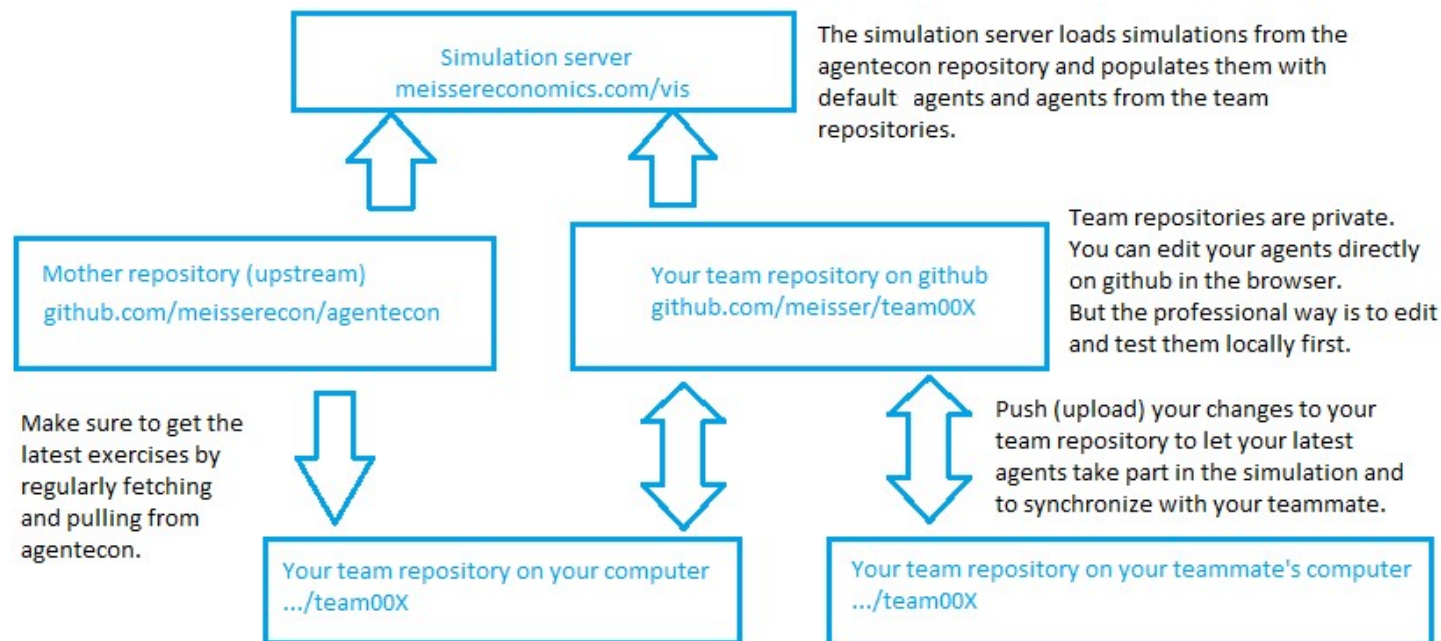 Simulation server
meissereconomics.com/vis
The simulation server loads simulations from the
agentecon repository and populates them with
default agents and agents from the team
repositories.
Mother repository (upstream)
github.com/meisserecon/agentecon
Your team repository on github
github.com/meisser/team00X
Team repositories are private.
You can edit your agents directly
on github in the browser.
But the professional way is to edit
and test them locally first.
Make sure to get the
latest exercises by
regularly fetching
and pulling from
agentecon.
Push (upload) your changes to your
team repository to let your latest
agents take part in the simulation and
to synchronize with your teammate.
Your team repository on your computer
.../team00X
Your team repository on your teammate's computer
.../team00X